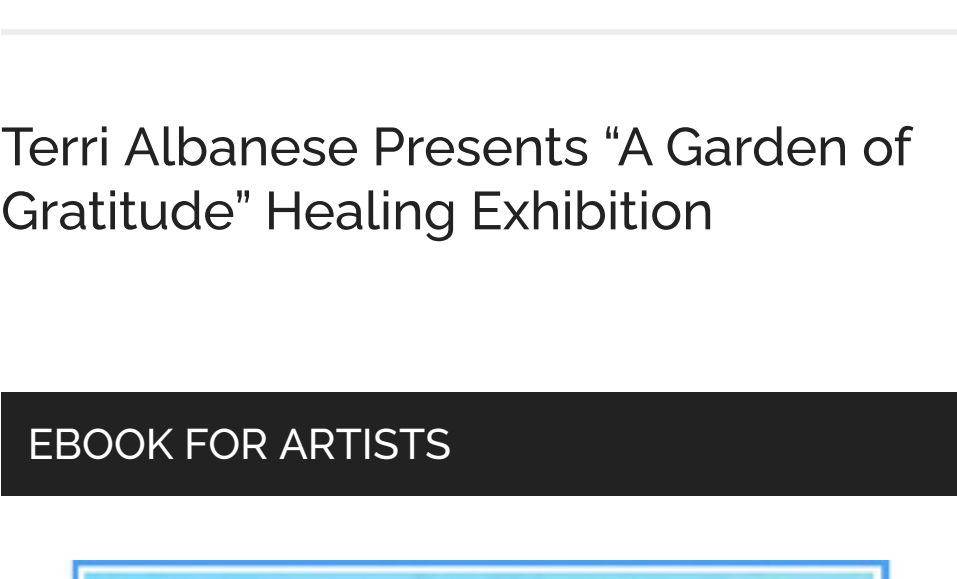 Terri Albanese Presents “A Garden of
Gratitude” Healing Exhibition
EBOOK FOR ARTISTS